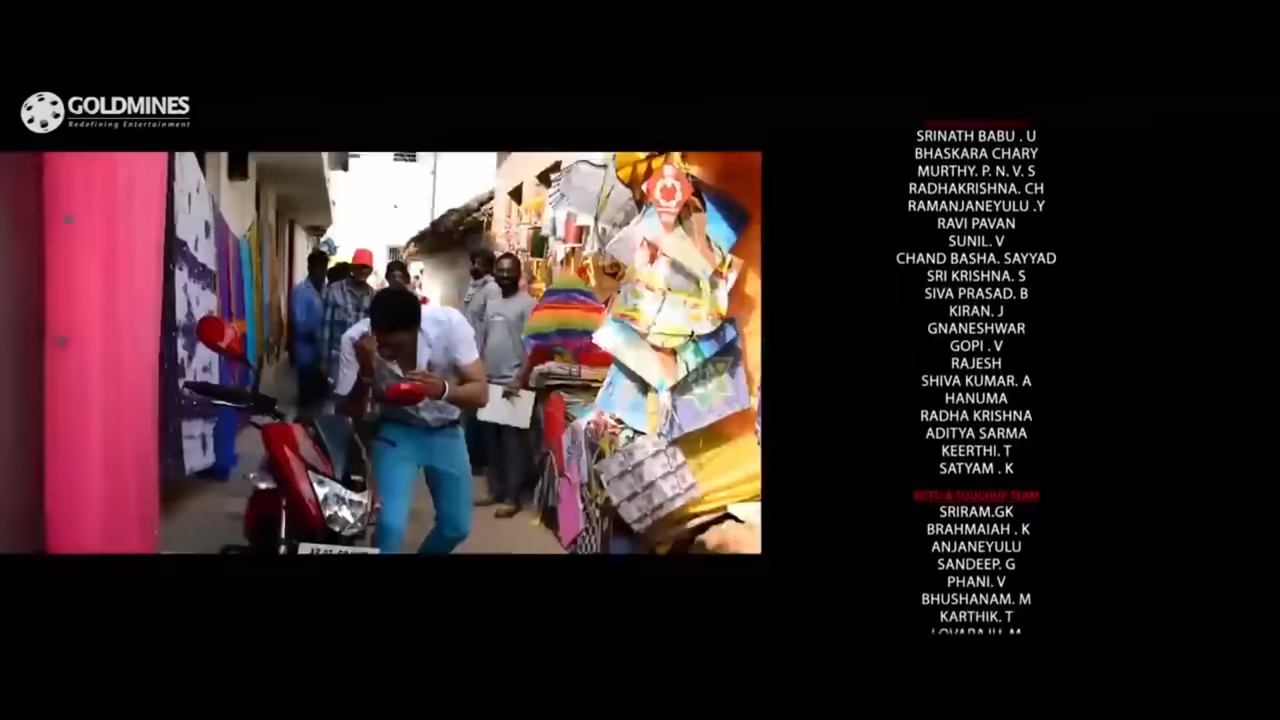 GOLDMINES
Redefining Entertainment
SRINATH BABU . U
BHASKARA CHARY
MURTHY. P. N. V. S
RADHAKRISHNA. CH
RAMANJANEYULU .Y
RAVI PAVAN
SUNIL. V
CHAND BASHA. SAYYAD
SRI KRISHNA. S
SIVA PRASAD. B
KIRAN. J
GNANESHWAR
GOPI . V
RAJESH
SHIVA KUMAR. A
HANUMA
RADHA KRISHNA
ADITYA SARMA
KEERTHI. T
SATYAM . K
ROTO & TOUCHUP TEAM
SRIRAM.GK
BRAHMAIAH . K
ANJANEYULU
SANDEEP. G
PHANI. V
BHUSHANAM. M
KARTHIK. T